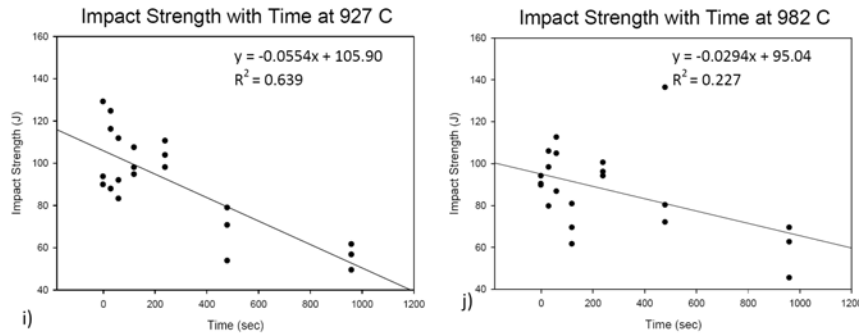 Impact Strength with Time at 927 C
160
140
120
100
80
60
40
Impact Strength (J)
y = -0.0554x + 105.90
R² = 0.639
0 200 400 600 800 1000 1200
Time (sec)
i)
Impact Strength with Time at 982 C
160
140
120
100
80
60
40
Impact Strength (J)
y = -0.0294x + 95.04
R² = 0.227
0 200 400 600 800 1000 1200
Time (sec)
j)